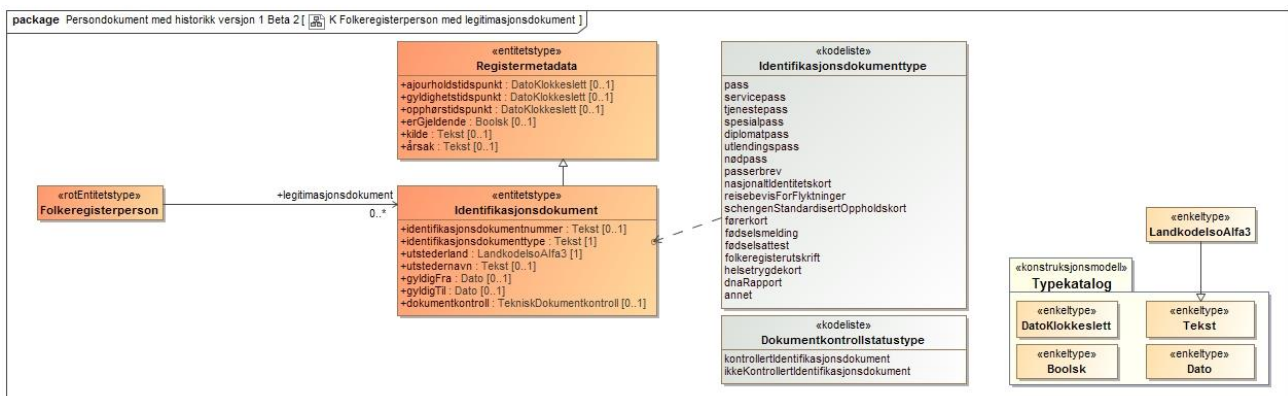 package Persondokument med historikk versjon 1 Beta 2 [ K Folkeregisterperson med legitimasjonsdokument ]
«entitetstype»
Registermetadata
+ajourholdstidspunkt : DatoKlokkeslett [0..1]
+gyldighetstidspunkt : DatoKlokkeslett [0..1]
+opphørstidspunkt : DatoKlokkeslett [0..1]
+erGjeldende : Boolsk [0..1]
+kilde : Tekst [0..1]
+årsak : Tekst [0..1]
«rotEntitetstype»
Folkeregisterperson
+legitimasjonsdokument
0..*
«entitetstype»
Identifikasjonsdokument
+identifikasjonsdokumentnummer : Tekst [0..1]
+identifikasjonsdokumenttype : Tekst [1]
+utstederland : LandkodeIsoAlfa3 [1]
+utstedernavn : Tekst [0..1]
+gyldigFra : Dato [0..1]
+gyldigTil : Dato [0..1]
+dokumentkontroll : TekniskDokumentkontroll [0..1]
«kodeliste»
Identifikasjonsdokumenttype
pass
servicepass
tjenestepass
spesialpass
diplomatpass
utlendingspass
nødpass
passerbrev
nasjonaltIdentitetskort
reisebevisForFlyktninger
schengenStandardisertOppholdskort
førerkort
fødselsmelding
fødselsattest
folkeregisterutskrift
helsetrygdekort
dnaRapport
annet
«kodeliste»
Dokumentkontrollstatustype
kontrollertIdentifikasjonsdokument
ikkeKontrollertIdentifikasjonsdokument
«enkeltype»
LandkodeIsoAlfa3
«konstruksjonsmodell»
Typekatalog
«enkeltype»
DatoKlokkeslett
«enkeltype»
Tekst
«enkeltype»
Boolsk
«enkeltype»
Dato